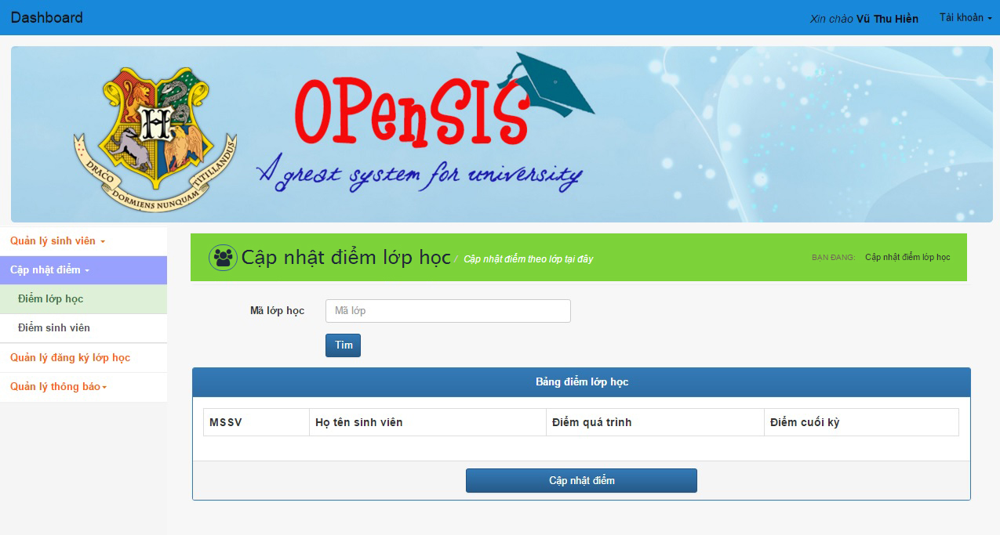 Dashboard
Xin chào Vũ Thu Hiền
Tài khoản
H
DRACO DORMIENS NUNQUAM TITILLANDUS
OPenSIS
A great system for university
Quản lý sinh viên
Cập nhật điểm
Điểm lớp học
Điểm sinh viên
Quản lý đăng ký lớp học
Quản lý thông báo
Cập nhật điểm lớp học / Cập nhật điểm theo lớp tại đây
BẠN ĐANG: Cập nhật điểm lớp học
Mã lớp học
Mã lớp
Tìm
Bảng điểm lớp học
MSSV Họ tên sinh viên Điểm quá trình Điểm cuối kỳ
Cập nhật điểm